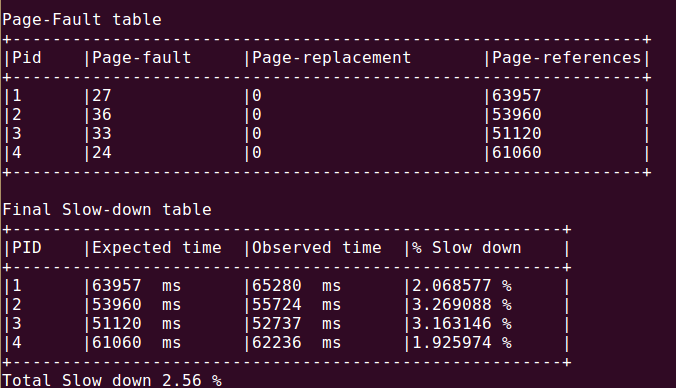 Page-Fault table
+---------------------------------------------------------------+
|Pid    |Page-fault     |Page-replacement       |Page-references|
+---------------------------------------------------------------+
|1      |27             |0                      |63957          |
|2      |36             |0                      |53960          |
|3      |33             |0                      |51120          |
|4      |24             |0                      |61060          |
+---------------------------------------------------------------+
Final Slow-down table
+-------------------------------------------------------+
|PID    |Expected time  |Observed time  |% Slow down    |
+-------------------------------------------------------+
|1      |63957  ms      |65280  ms      |2.068577 %     |
|2      |53960  ms      |55724  ms      |3.269088 %     |
|3      |51120  ms      |52737  ms      |3.163146 %     |
|4      |61060  ms      |62236  ms      |1.925974 %     |
+-------------------------------------------------------+
Total Slow down 2.56 %